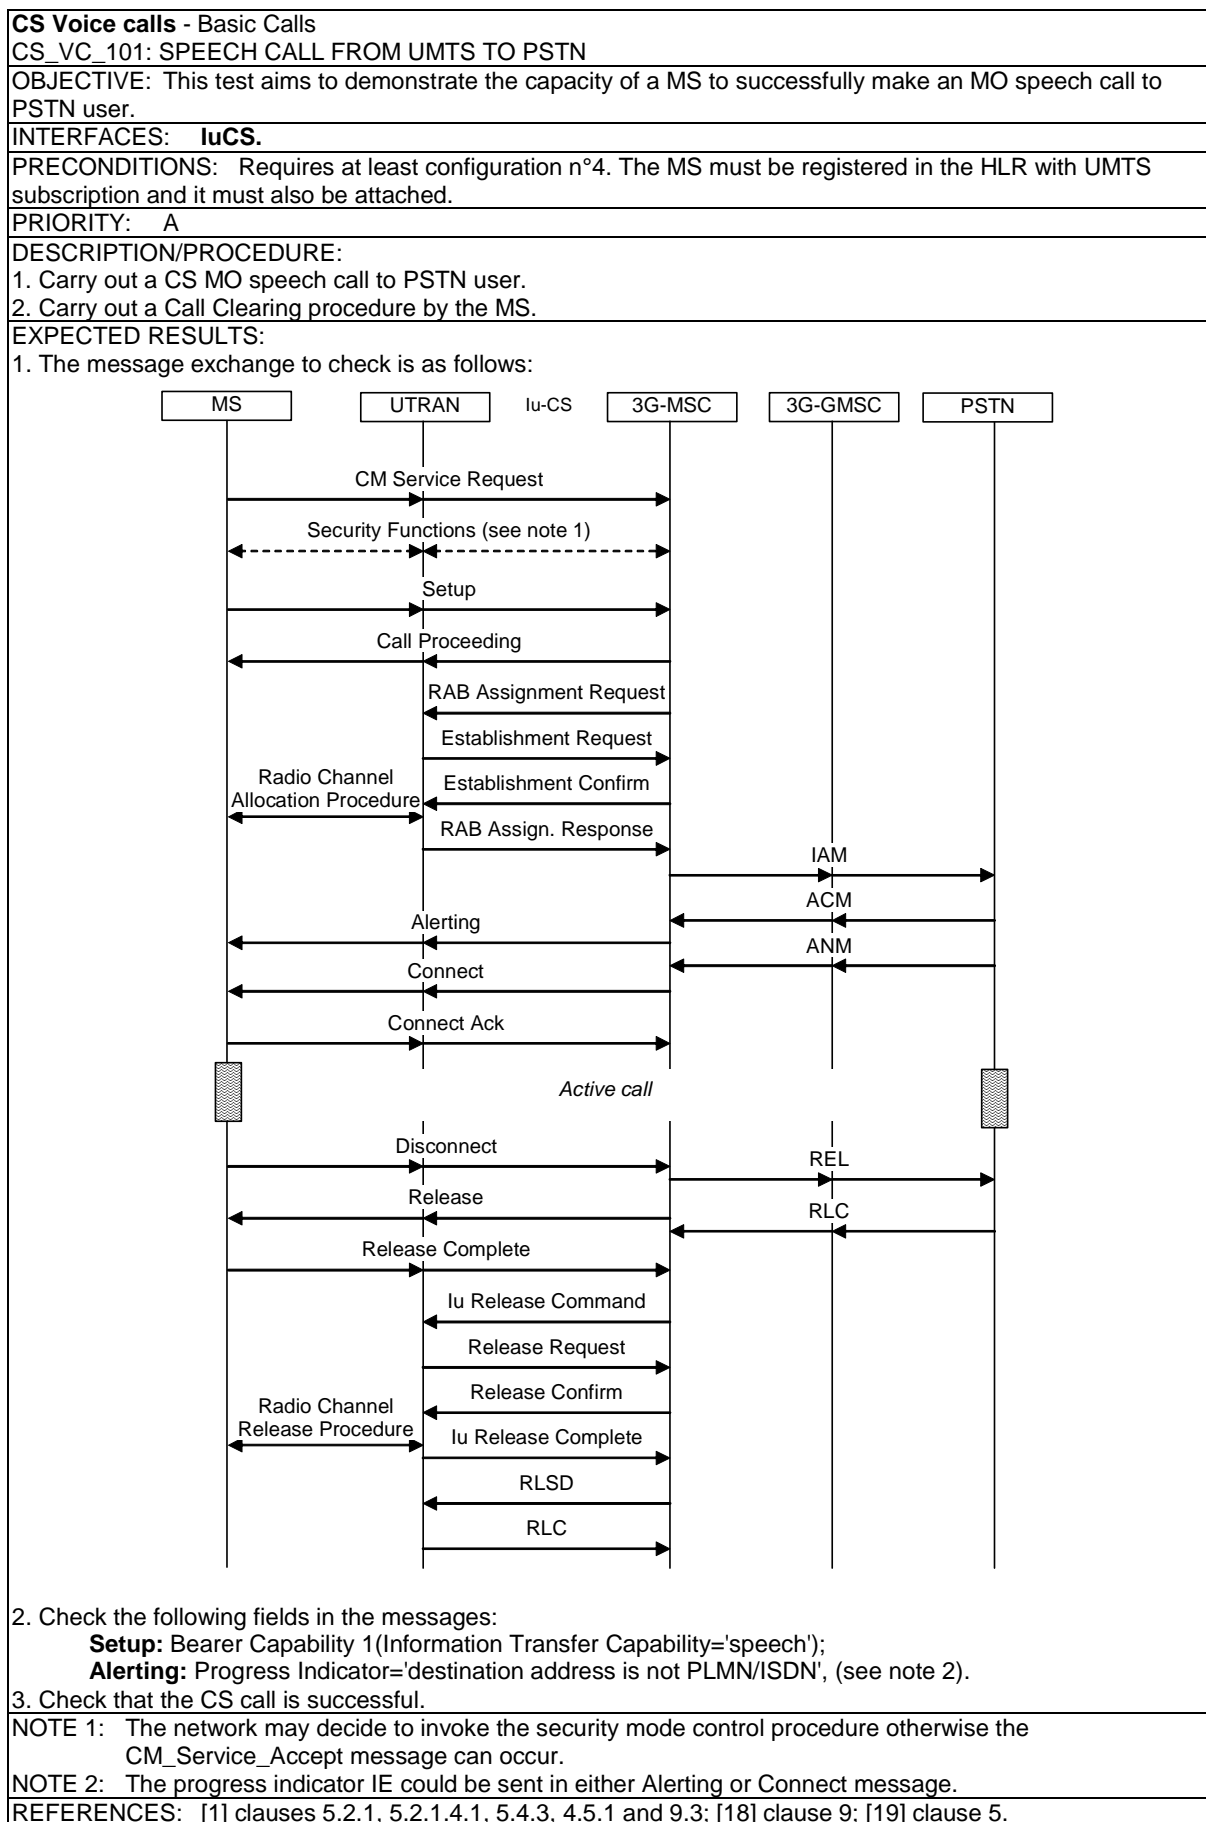 CS Voice calls - Basic Calls
CS_VC_101: SPEECH CALL FROM UMTS TO PSTN
OBJECTIVE: This test aims to demonstrate the capacity of a MS to successfully make an MO speech call to
PSTN user.
INTERFACES: IuCS.
PRECONDITIONS: Requires at least configuration n°4. The MS must be registered in the HLR with UMTS
subscription and it must also be attached.
PRIORITY: A
DESCRIPTION/PROCEDURE:
1. Carry out a CS MO speech call to PSTN user.
2. Carry out a Call Clearing procedure by the MS.
EXPECTED RESULTS:
1. The message exchange to check is as follows:
MS UTRAN Iu-CS 3G-MSC 3G-GMSC PSTN
CM Service Request
Security Functions (see note 1)
Setup
Call Proceeding
RAB Assignment Request
Establishment Request
Radio Channel
Allocation Procedure
Establishment Confirm
RAB Assign. Response
IAM
ACM
Alerting
ANM
Connect
Connect Ack
Active call
Disconnect
REL
Release
RLC
Release Complete
Iu Release Command
Release Request
Release Confirm
Radio Channel
Release Procedure
Iu Release Complete
RLSD
RLC
2. Check the following fields in the messages:
Setup: Bearer Capability 1(Information Transfer Capability='speech');
Alerting: Progress Indicator='destination address is not PLMN/ISDN', (see note 2).
3. Check that the CS call is successful.
NOTE 1: The network may decide to invoke the security mode control procedure otherwise the
CM_Service_Accept message can occur.
NOTE 2: The progress indicator IE could be sent in either Alerting or Connect message.
REFERENCES: [1] clauses 5.2.1, 5.2.1.4.1, 5.4.3, 4.5.1 and 9.3; [18] clause 9; [19] clause 5.